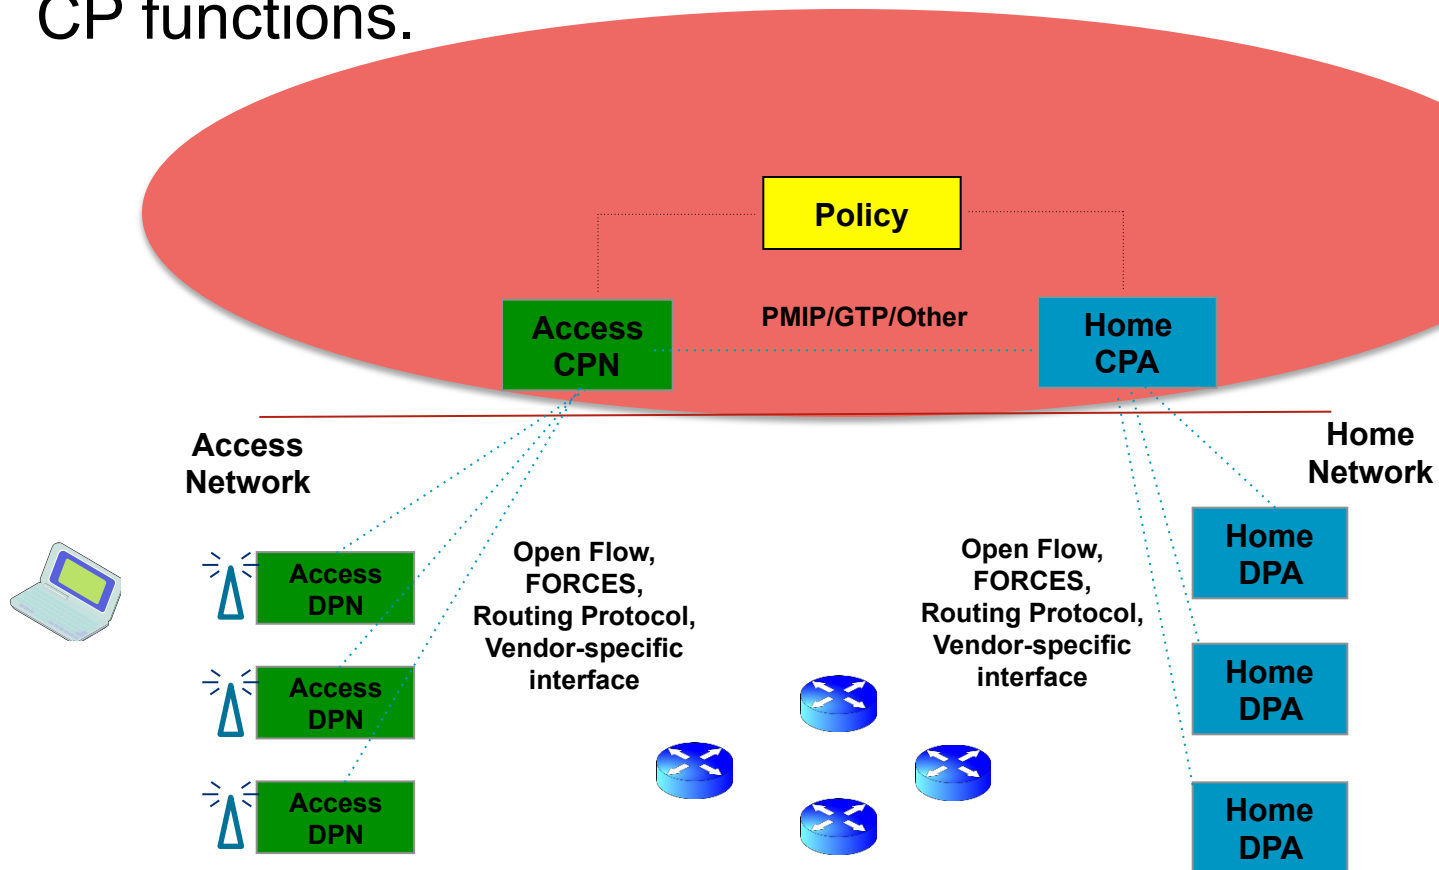 CP functions.
Policy
PMIP/GTP/Other
Access
CPN
Home
CPA
Access
Network
Home
Network
Open Flow,
FORCES,
Routing Protocol,
Vendor-specific
interface
Open Flow,
FORCES,
Routing Protocol,
Vendor-specific
interface
Access
DPN
Access
DPN
Access
DPN
Home
DPA
Home
DPA
Home
DPA